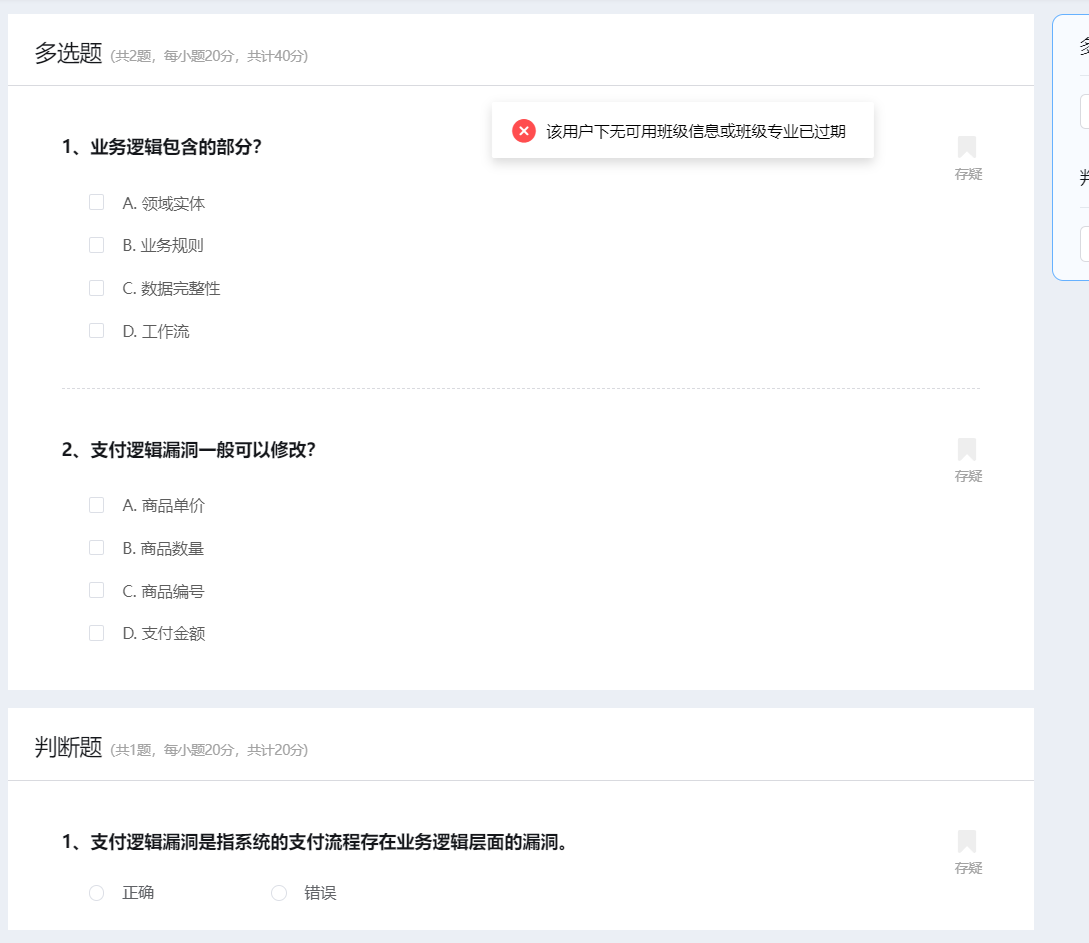 多选题 (共2题，每小题20分，共计40分)
该用户下无可用班级信息或班级专业已过期
1、业务逻辑包含的部分?
存疑
A. 领域实体
B. 业务规则
C. 数据完整性
D. 工作流
2、支付逻辑漏洞一般可以修改?
存疑
A. 商品单价
B. 商品数量
C. 商品编号
D. 支付金额
判断题 (共1题，每小题20分，共计20分)
1、支付逻辑漏洞是指系统的支付流程存在业务逻辑层面的漏洞。
存疑
正确 错误